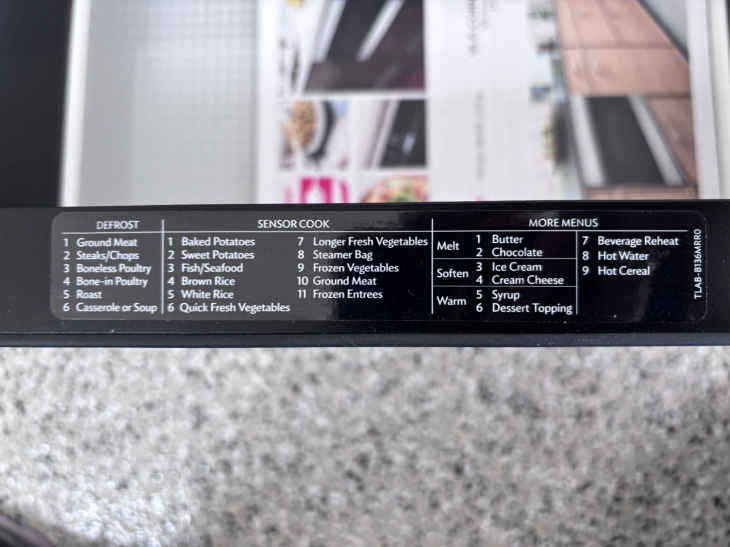 DEFROST
1 Ground Meat
2 Steaks/Chops
3 Boneless Poultry
4 Bone-in Poultry
5 Roast
6 Casserole or Soup
SENSOR COOK
1 Baked Potatoes
2 Sweet Potatoes
3 Fish/Seafood
4 Brown Rice
5 White Rice
6 Quick Fresh Vegetables
7 Longer Fresh Vegetables
8 Steamer Bag
9 Frozen Vegetables
10 Ground Meat
11 Frozen Entrees
MORE MENUS
Melt
1 Butter
2 Chocolate
Soften
3 Ice Cream
4 Cream Cheese
Warm
5 Syrup
6 Dessert Topping
7 Beverage Reheat
8 Hot Water
9 Hot Cereal
TLAB-B136MRR0